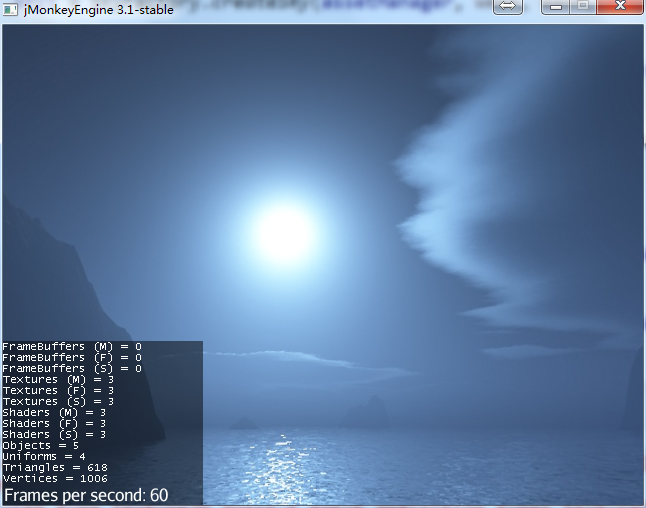 jMonkeyEngine 3.1-stable
FrameBuffers (M) = 0
FrameBuffers (F) = 0
FrameBuffers (S) = 0
Textures (M) = 3
Textures (F) = 3
Textures (S) = 3
Shaders (M) = 3
Shaders (F) = 3
Shaders (S) = 3
Objects = 5
Uniforms = 4
Triangles = 618
Vertices = 1006
Frames per second: 60